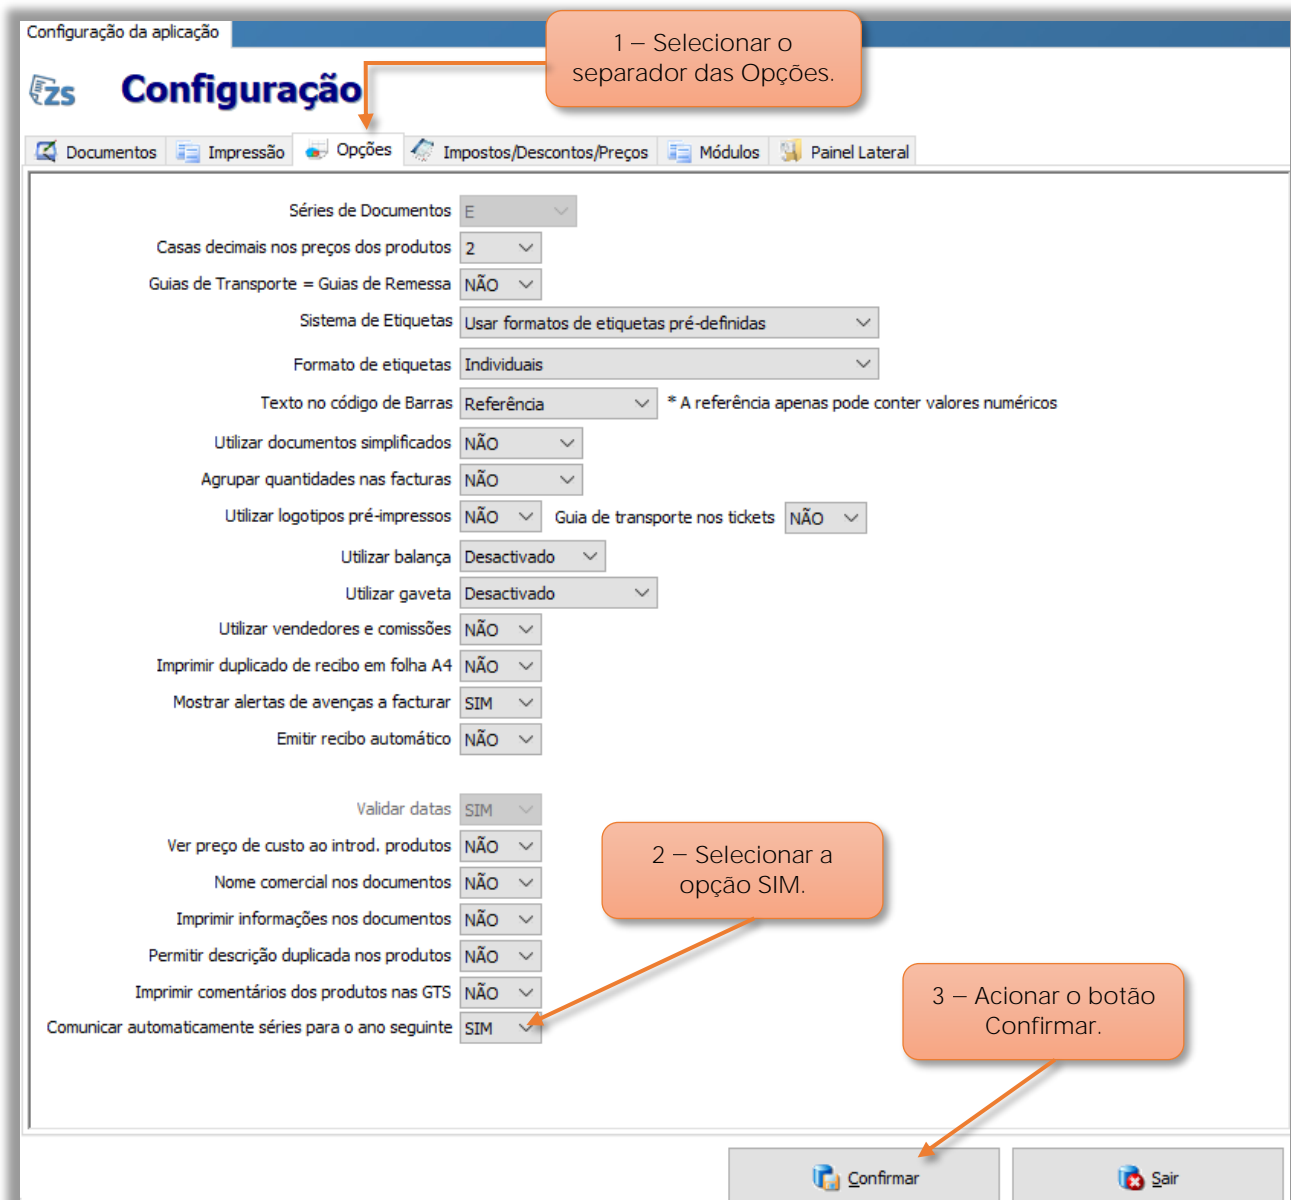 Configuração da aplicação
1 – Selecionar o
separador das Opções.
zs Configuração
Documentos Impressão Opções Impostos/Descontos/Preços Módulos Painel Lateral
Séries de Documentos E
Casas decimais nos preços dos produtos 2
Guias de Transporte = Guias de Remessa NÃO
Sistema de Etiquetas Usar formatos de etiquetas pré-definidas
Formato de etiquetas Individuais
Texto no código de Barras Referência * A referência apenas pode conter valores numéricos
Utilizar documentos simplificados NÃO
Agrupar quantidades nas facturas NÃO
Utilizar logotipos pré-impressos NÃO Guia de transporte nos tickets NÃO
Utilizar balança Desactivado
Utilizar gaveta Desactivado
Utilizar vendedores e comissões NÃO
Imprimir duplicado de recibo em folha A4 NÃO
Mostrar alertas de avenças a facturar SIM
Emitir recibo automático NÃO
Validar datas SIM
Ver preço de custo ao introd. produtos NÃO
2 – Selecionar a
opção SIM.
Nome comercial nos documentos NÃO
Imprimir informações nos documentos NÃO
Permitir descrição duplicada nos produtos NÃO
Imprimir comentários dos produtos nas GTS NÃO
Comunicar automaticamente séries para o ano seguinte SIM
3 – Acionar o botão
Confirmar.
Confirmar Sair